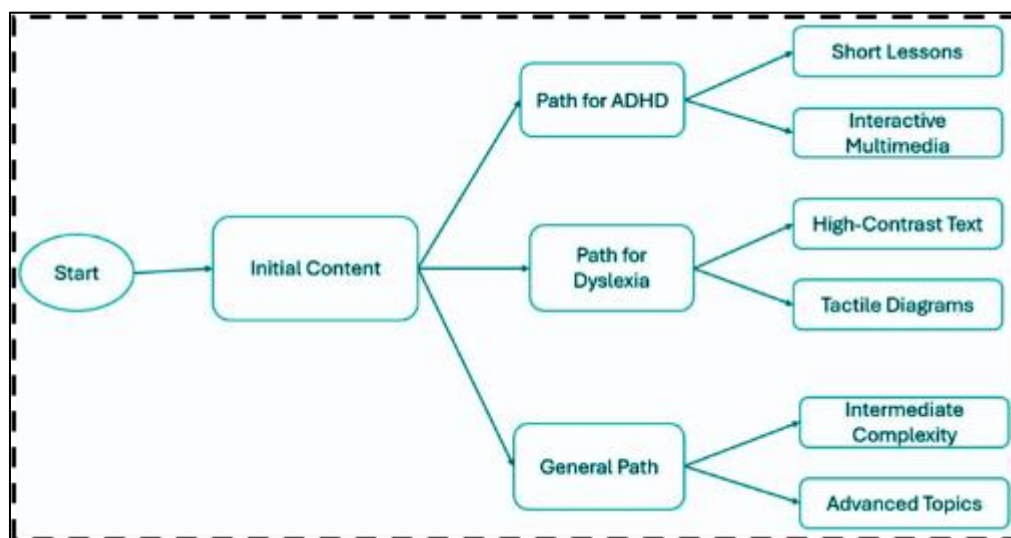 Start
Initial Content
Path for ADHD
Short Lessons
Interactive
Multimedia
Path for
Dyslexia
High-Contrast Text
Tactile Diagrams
General Path
Intermediate
Complexity
Advanced Topics